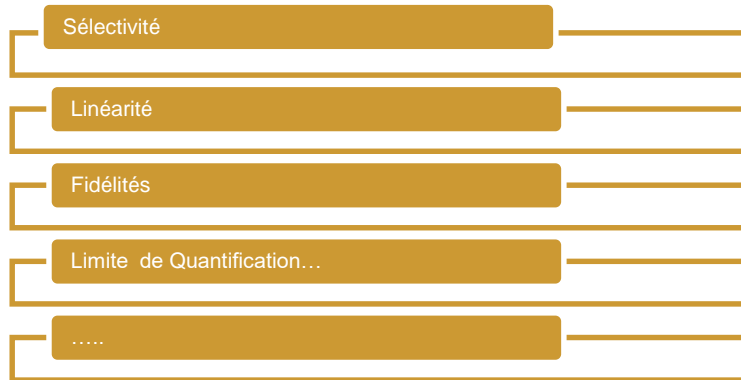 Sélectivité
Linéarité
Fidélités
Limite de Quantification…
…..